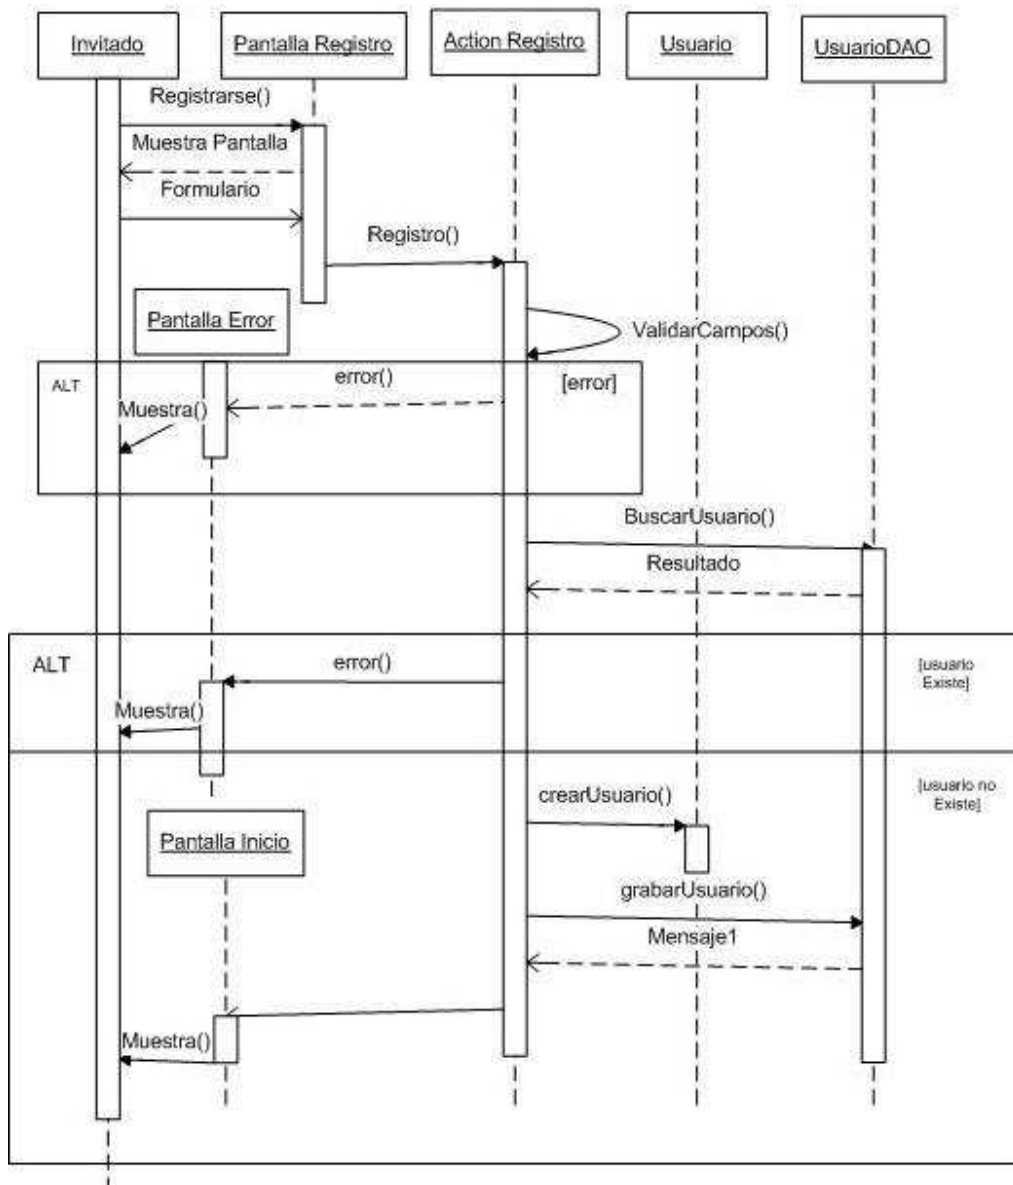 Invitado
Pantalla Registro
Action Registro
Usuario
UsuarioDAO
Registrarse()
Muestra Pantalla
Formulario
Registro()
Pantalla Error
ValidarCampos()
ALT
error()
[error]
Muestra()
BuscarUsuario()
Resultado
ALT
error()
[usuario
Existe]
Muestra()
[usuario no
Existe]
crearUsuario()
Pantalla Inicio
grabarUsuario()
Mensaje1
Muestra()